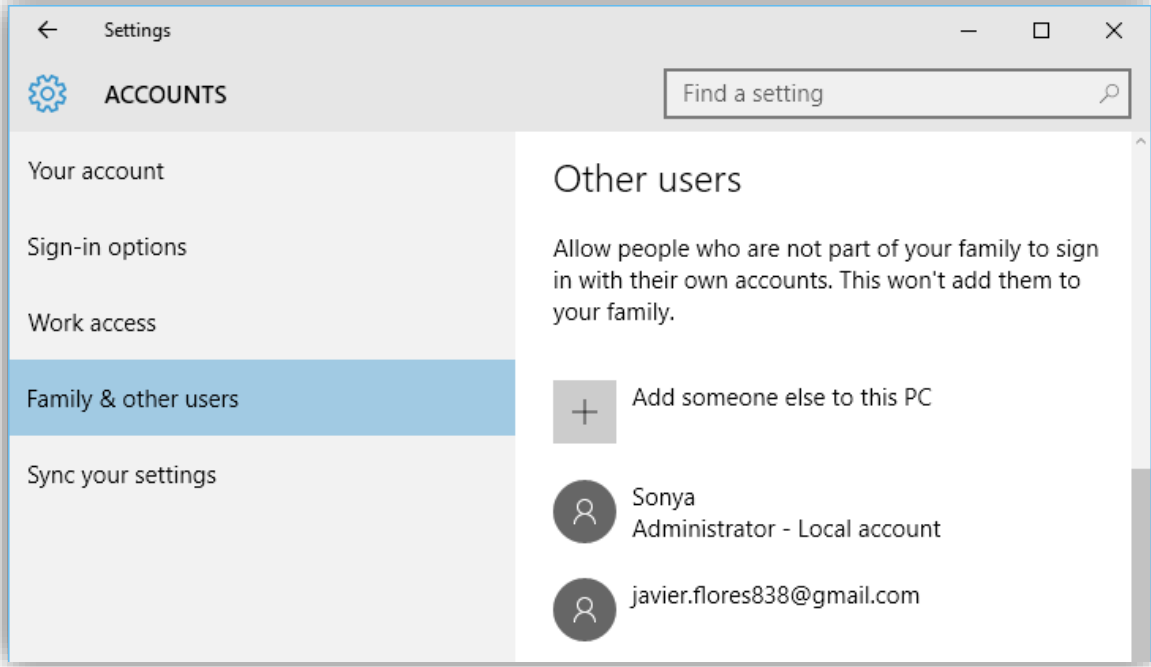 Settings
ACCOUNTS
Find a setting
Your account
Sign-in options
Work access
Family & other users
Sync your settings
Other users
Allow people who are not part of your family to sign
in with their own accounts. This won't add them to
your family.
Add someone else to this PC
Sonya
Administrator - Local account
javier.flores838@gmail.com